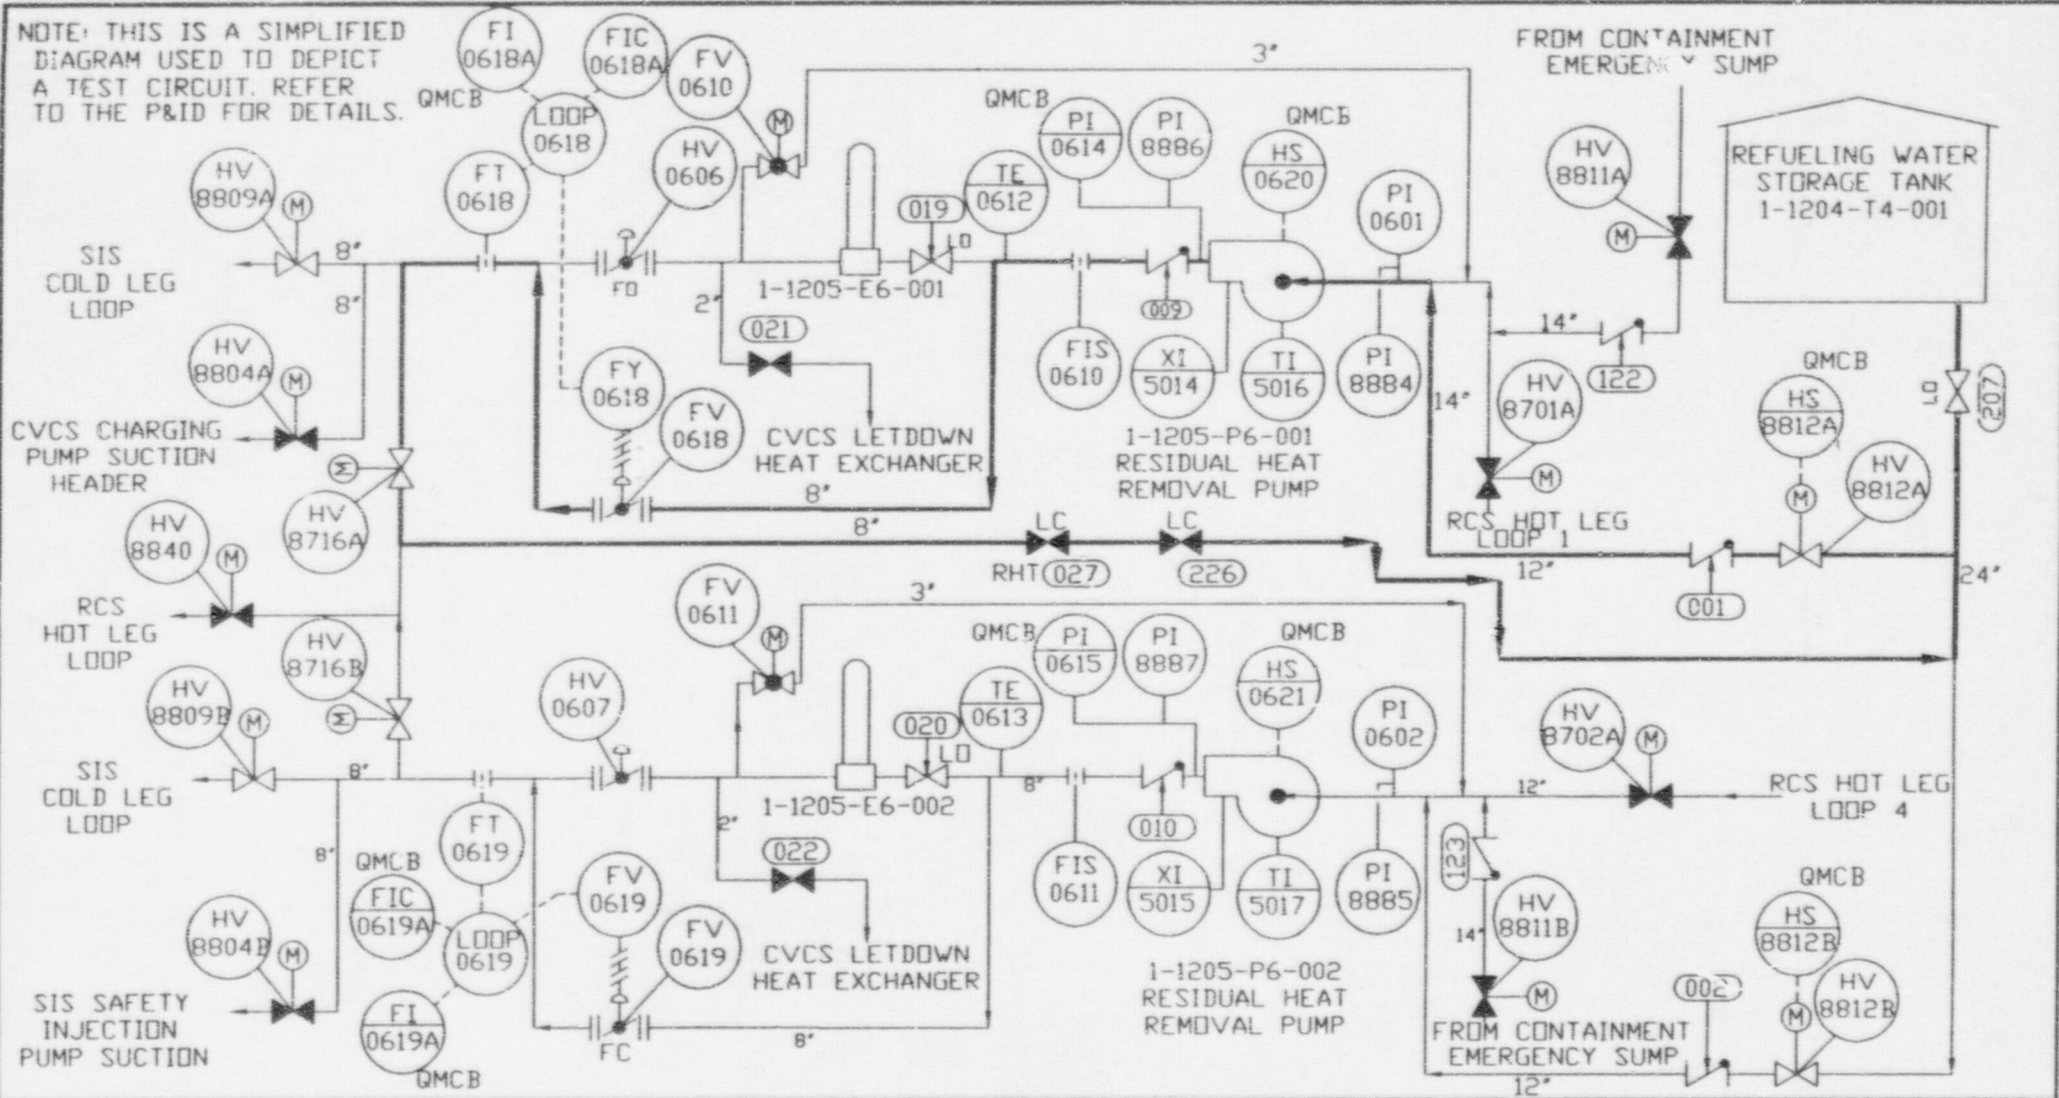 NOTE: THIS IS A SIMPLIFIED
DIAGRAM USED TO DEPICT
A TEST CIRCUIT. REFER
TO THE P&ID FOR DETAILS.
QMCB
FI
0618A
FIC
0618A
FV
0610
LOOP
0618
FT
0618
HV
0606
M
3"
QMCB
PI
0614
PI
8886
QMCB
HS
0620
PI
0601
FROM CONTAINMENT
EMERGENCY SUMP
HV
8811A
M
REFUELING WATER
STORAGE TANK
1-1204-T4-001
HV
8809A
M
8"
SIS
COLD LEG
LOOP
8"
HV
8804A
M
CVCS CHARGING
PUMP SUCTION
HEADER
M
HV
8716A
FO
2"
1-1205-E6-001
019
LO
TE
0612
021
CVCS LETDOWN
HEAT EXCHANGER
FY
0618
FV
0618
8"
8"
009
FIS
0610
XI
5014
TI
5016
PI
8884
1-1205-P6-001
RESIDUAL HEAT
REMOVAL PUMP
14"
14"
122
HV
8701A
M
RCS HOT LEG
LOOP 1
QMCB
HS
8812A
M
HV
8812A
LO
207
12"
001
24"
LC
LC
RHT 027
226
HV
8840
M
RCS
HOT LEG
LOOP
HV
8716B
M
HV
8809B
M
SIS
COLD LEG
LOOP
8"
8"
HV
8804B
M
SIS SAFETY
INJECTION
PUMP SUCTION
FV
0611
M
3"
HV
0607
FT
0619
QMCB
FIC
0619A
LOOP
0619
FI
0619A
QMCB
FV
0619
FV
0619
FC
8"
2"
1-1205-E6-002
020
LO
TE
0613
8"
022
CVCS LETDOWN
HEAT EXCHANGER
QMCB
PI
0615
PI
8887
QMCB
HS
0621
PI
0602
010
FIS
0611
XI
5015
TI
5017
PI
8885
1-1205-P6-002
RESIDUAL HEAT
REMOVAL PUMP
HV
8702A
M
12"
RCS HOT LEG
LOOP 4
123
14"
HV
8811B
M
FROM CONTAINMENT
EMERGENCY SUMP
12"
002
QMCB
HS
8812B
M
HV
8812B